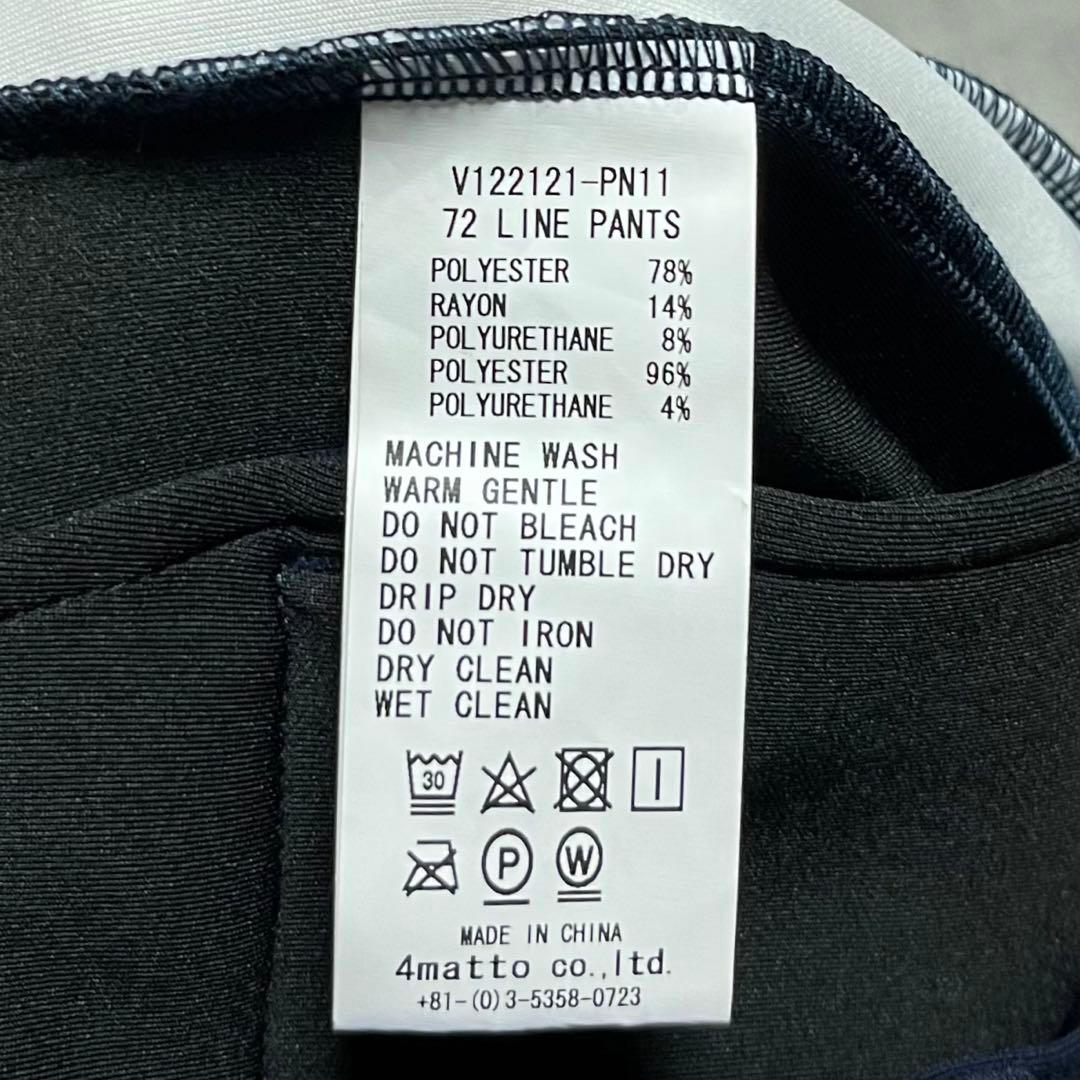 V122121-PN11
72 LINE PANTS
POLYESTER 78%
RAYON 14%
POLYURETHANE 8%
POLYESTER 96%
POLYURETHANE 4%
MACHINE WASH
WARM GENTLE
DO NOT BLEACH
DO NOT TUMBLE DRY
DRIP DRY
DO NOT IRON
DRY CLEAN
WET CLEAN
30
P W
MADE IN CHINA
4matto co.,ltd.
+81-(0)3-5358-0723